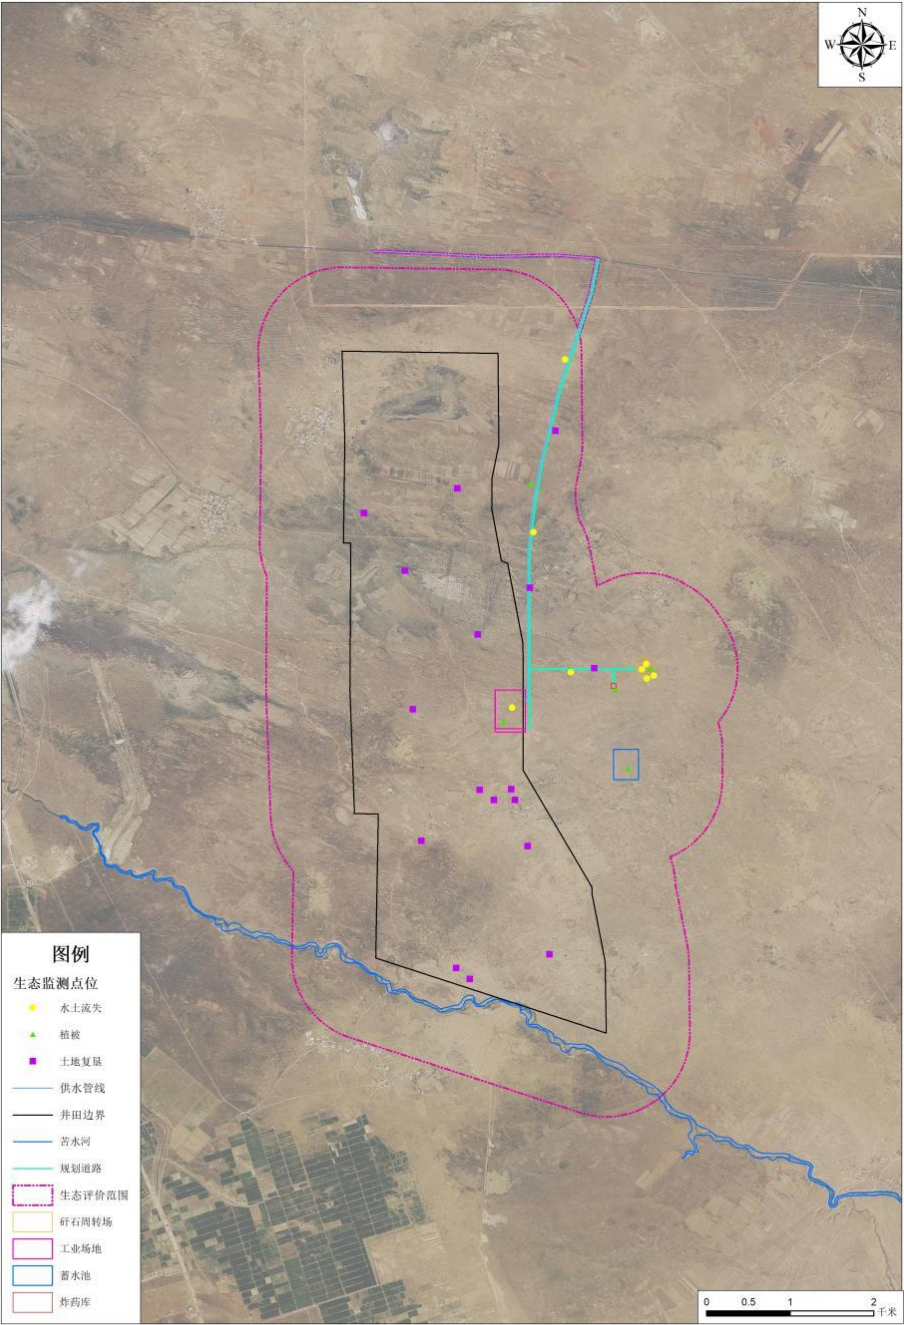 N
W E
S
图例
生态监测点位
水土流失
植被
土地复垦
供水管线
井田边界
苦水河
规划道路
生态评价范围
矸石周转场
工业场地
蓄水池
炸药库
0 0.5 1 2
千米